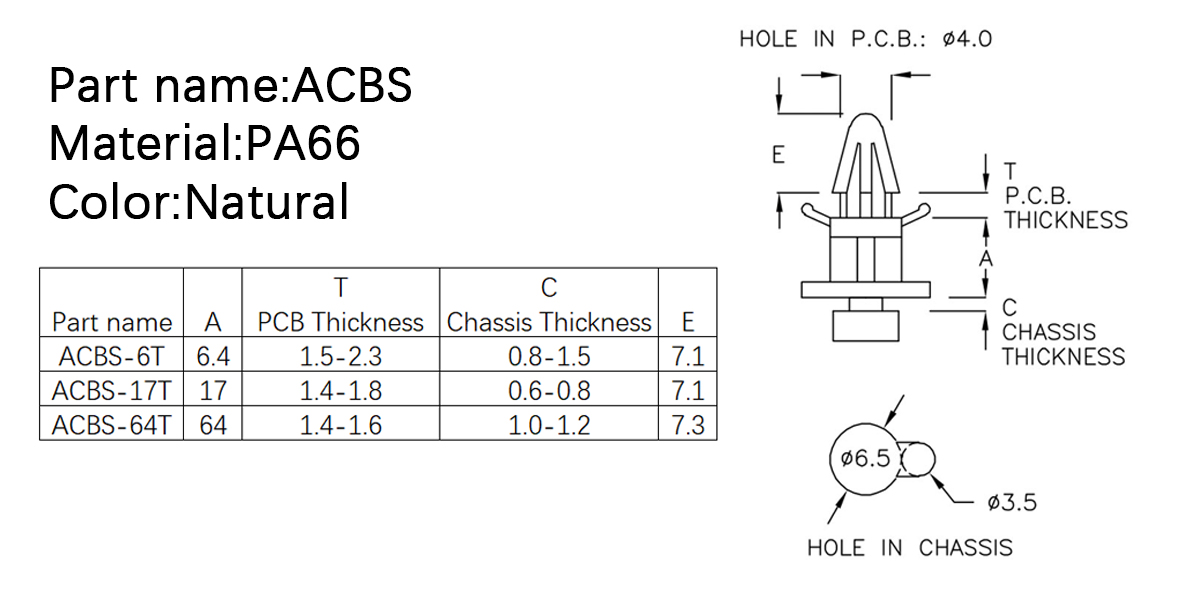 Part name:ACBS
Material:PA66
Color:Natural
T C
Part name A PCB Thickness Chassis Thickness E
ACBS-6T 6.4 1.5-2.3 0.8-1.5 7.1
ACBS-17T 17 1.4-1.8 0.6-0.8 7.1
ACBS-64T 64 1.4-1.6 1.0-1.2 7.3
HOLE IN P.C.B.: ø4.0
E
T
P.C.B.
THICKNESS
A
C
CHASSIS
THICKNESS
ø6.5
ø3.5
HOLE IN CHASSIS